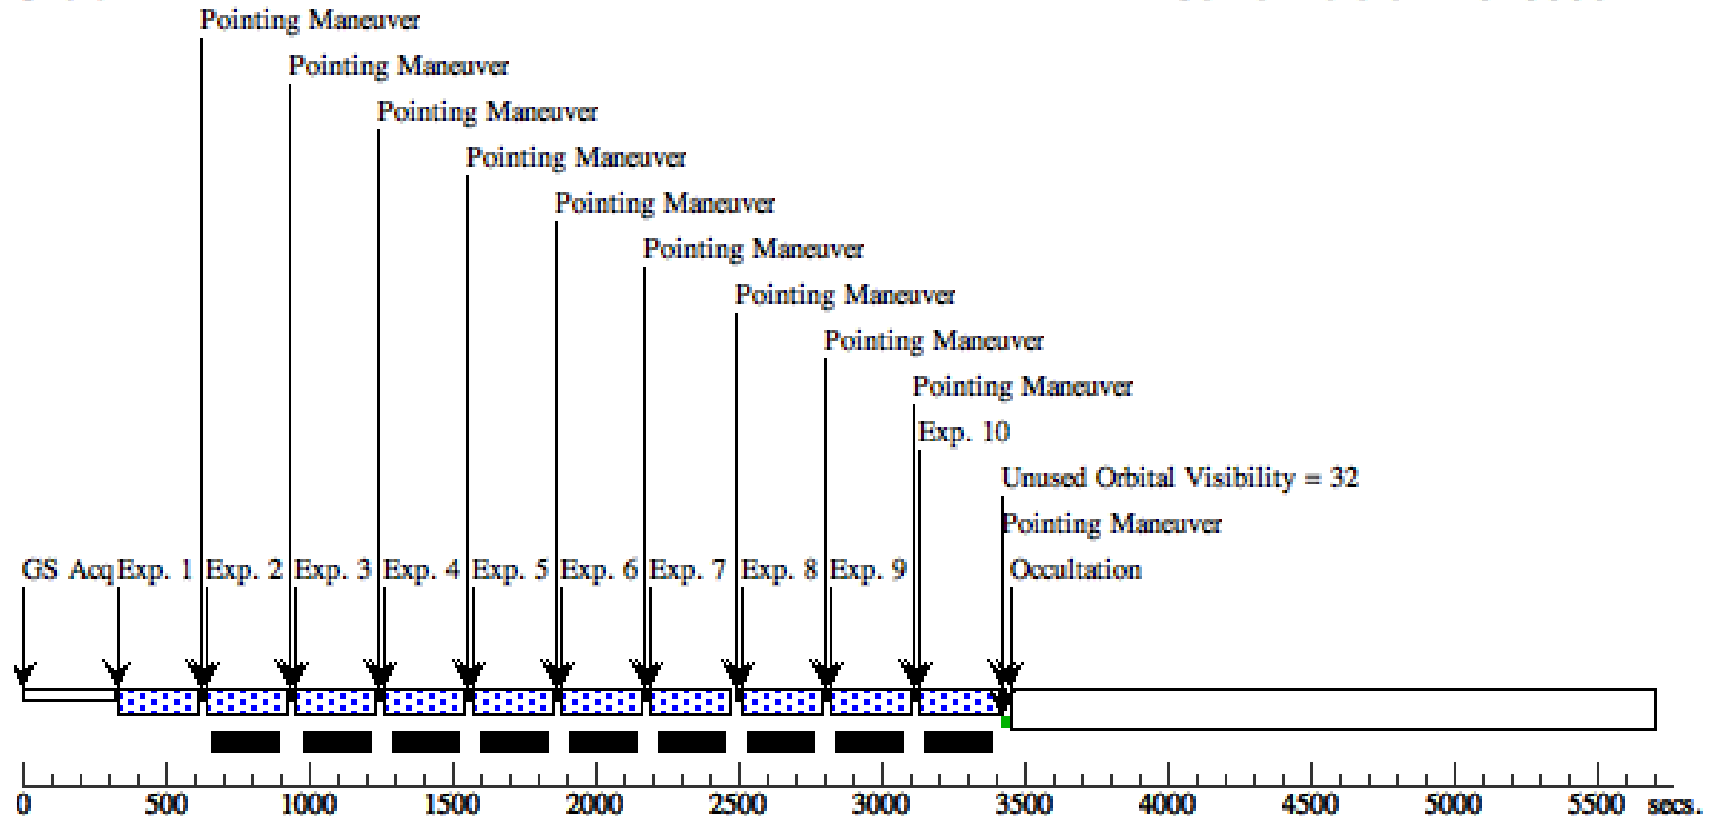 Pointing Maneuver
Pointing Maneuver
Pointing Maneuver
Pointing Maneuver
Pointing Maneuver
Pointing Maneuver
Pointing Maneuver
Pointing Maneuver
Pointing Maneuver
Exp. 10
Unused Orbital Visibility = 32
Pointing Maneuver
GS Acq Exp. 1 Exp. 2 Exp. 3 Exp. 4 Exp. 5 Exp. 6 Exp. 7 Exp. 8 Exp. 9 Occultation
0 500 1000 1500 2000 2500 3000 3500 4000 4500 5000 5500 secs.